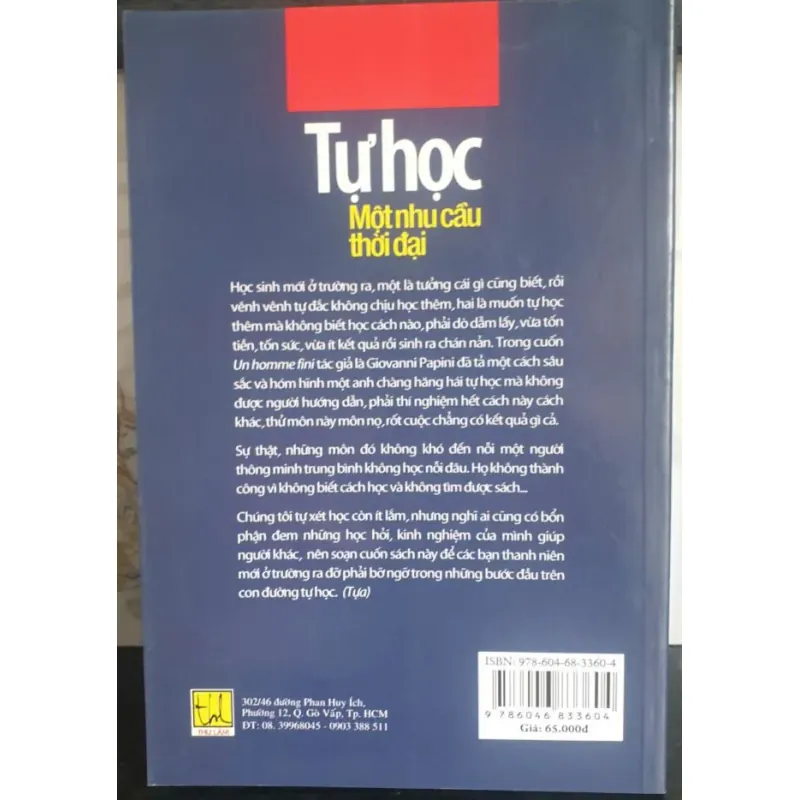 Tự học
Một nhu cầu
thời đại
Học sinh mới ở trường ra, một là tưởng cái gì cũng biết, rồi
vênh vênh tự đắc không chịu học thêm, hai là muốn tự học
thêm mà không biết học cách nào, phải dò dẫm lấy, vừa tốn
tiền, tốn sức, vừa ít kết quả rồi sinh ra chán nản. Trong cuốn
Un homme fini tác giả là Giovanni Papini đã tả một cách sâu
sắc và hóm hỉnh một anh chàng hăng hái tự học mà không
được người hướng dẫn, phải thí nghiệm hết cách này cách
khác, thử môn này môn nọ, rốt cuộc chẳng có kết quả gì cả.
Sự thật, những môn đó không khó đến nỗi một người
thông minh trung bình không học nổi đâu. Họ không thành
công vì không biết cách học và không tìm được sách...
Chúng tôi tự xét học còn ít lắm, nhưng nghĩ ai cũng có bổn
phận đem những học hỏi, kinh nghiệm của mình giúp
người khác, nên soạn cuốn sách này để các bạn thanh niên
mới ở trường ra đỡ phải bỡ ngỡ trong những bước đầu trên
con đường tự học. (Tựa)
ISBN: 978-604-68-3360-4
9 786046 833604
Giá: 65.000đ
302/46 đường Phan Huy Ích,
Phường 12, Q. Gò Vấp, Tp. HCM
ĐT: 08. 39968045 - 0903 388 511
THƯ LÂM